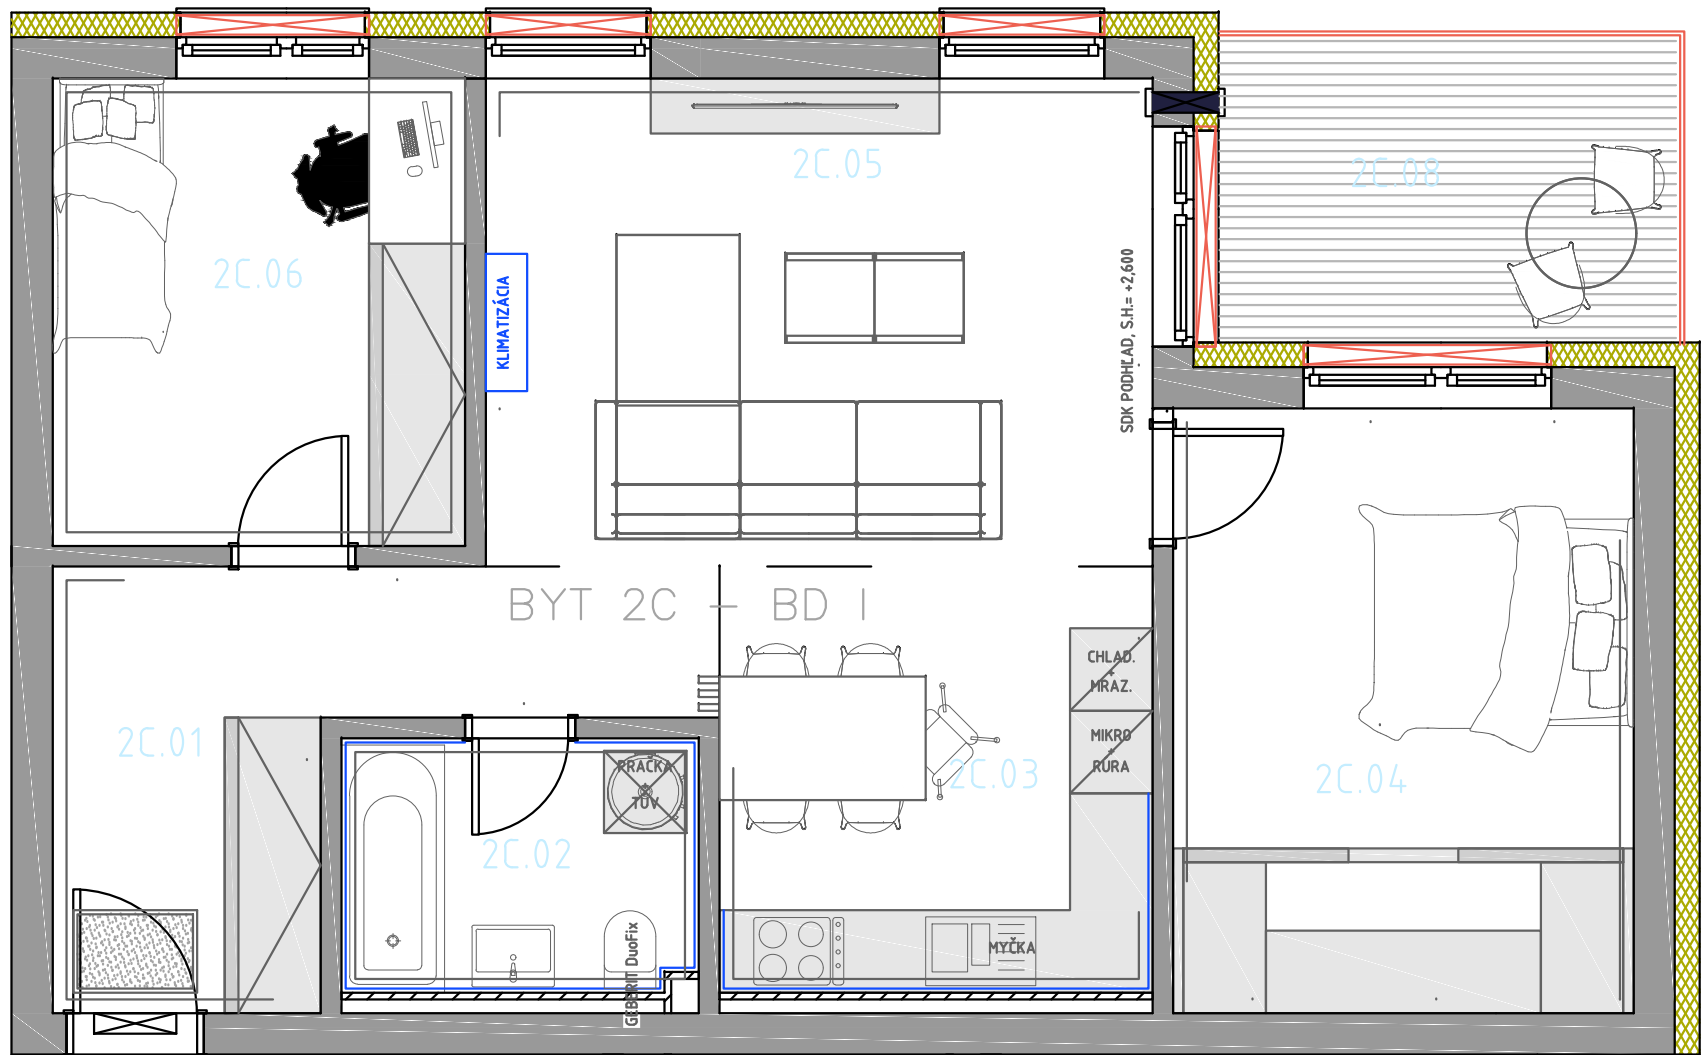 2C.05
2C.08
2C.06
KLIMATIZÁCIA
SDK PODHĽAD, S.H.= +2,600
BYT 2C - BD I
CHLAD.
+
MRAZ.
2C.01
MIKRO
+
RÚRA
PRAČKA
+
TÚV
2C.03
2C.04
2C.02
GEBERIT DuoFix
MYČKA